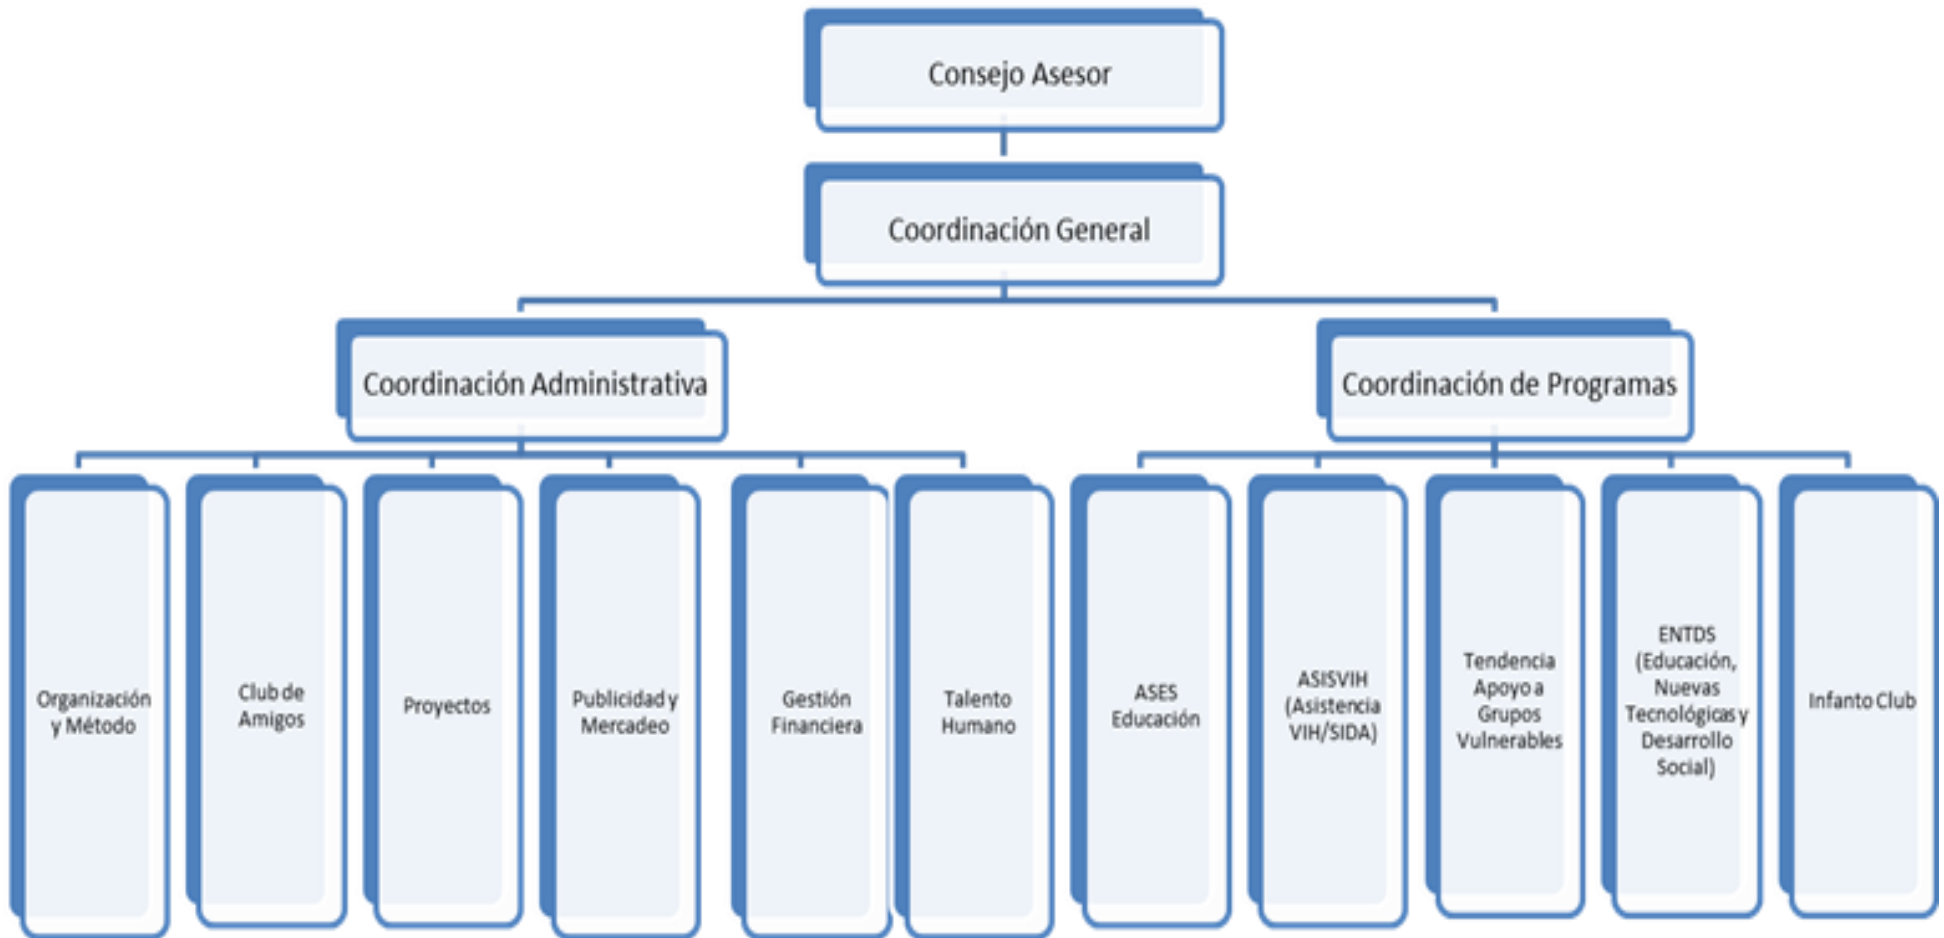 Consejo Asesor
Coordinación General
Coordinación Administrativa
Coordinación de Programas
Organización
y Método
Club de
Amigos
Proyectos
Publicidad y
Mercadeo
Gestión
Financiera
Talento
Humano
ASES
Educación
ASISVIH
(Asistencia
VIH/SIDA)
Tendencia
Apoyo a
Grupos
Vulnerables
ENTDS
(Educación,
Nuevas
Tecnológicas y
Desarrollo
Social)
Infanto Club